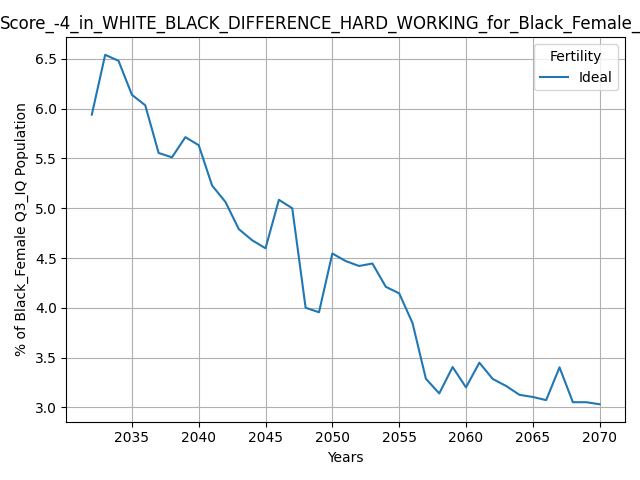 Score_-4_in_WHITE_BLACK_DIFFERENCE_HARD_WORKING_for_Black_Female_
Fertility
Ideal
% of Black_Female Q3_IQ Population
6.5
6.0
5.5
5.0
4.5
4.0
3.5
3.0
2035 2040 2045 2050 2055 2060 2065 2070
Years